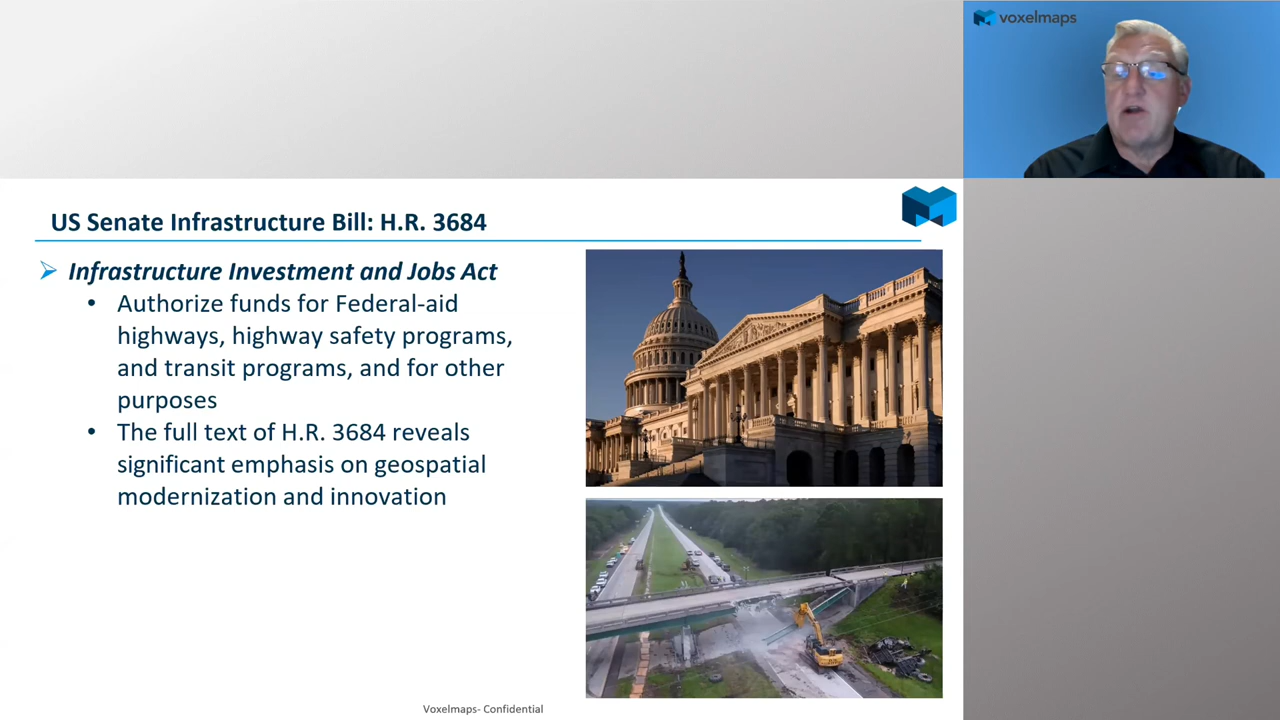 voxelmaps
US Senate Infrastructure Bill: H.R. 3684
Infrastructure Investment and Jobs Act
• Authorize funds for Federal-aid
highways, highway safety programs,
and transit programs, and for other
purposes
• The full text of H.R. 3684 reveals
significant emphasis on geospatial
modernization and innovation
Voxelmaps- Confidential